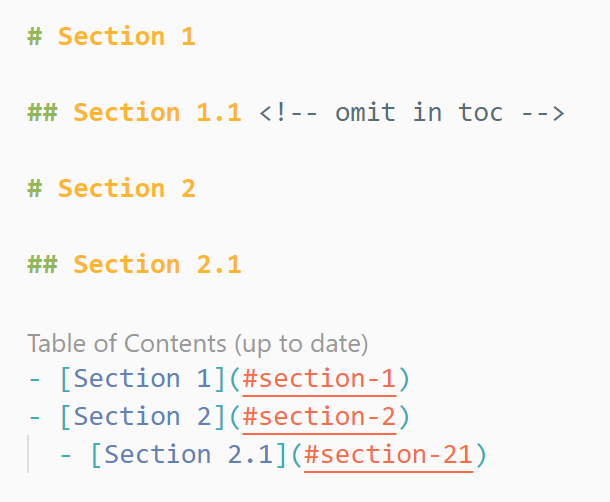 # Section 1
## Section 1.1 <!-- omit in toc -->
# Section 2
## Section 2.1
Table of Contents (up to date)
- [Section 1](#section-1)
- [Section 2](#section-2)
- [Section 2.1](#section-21)